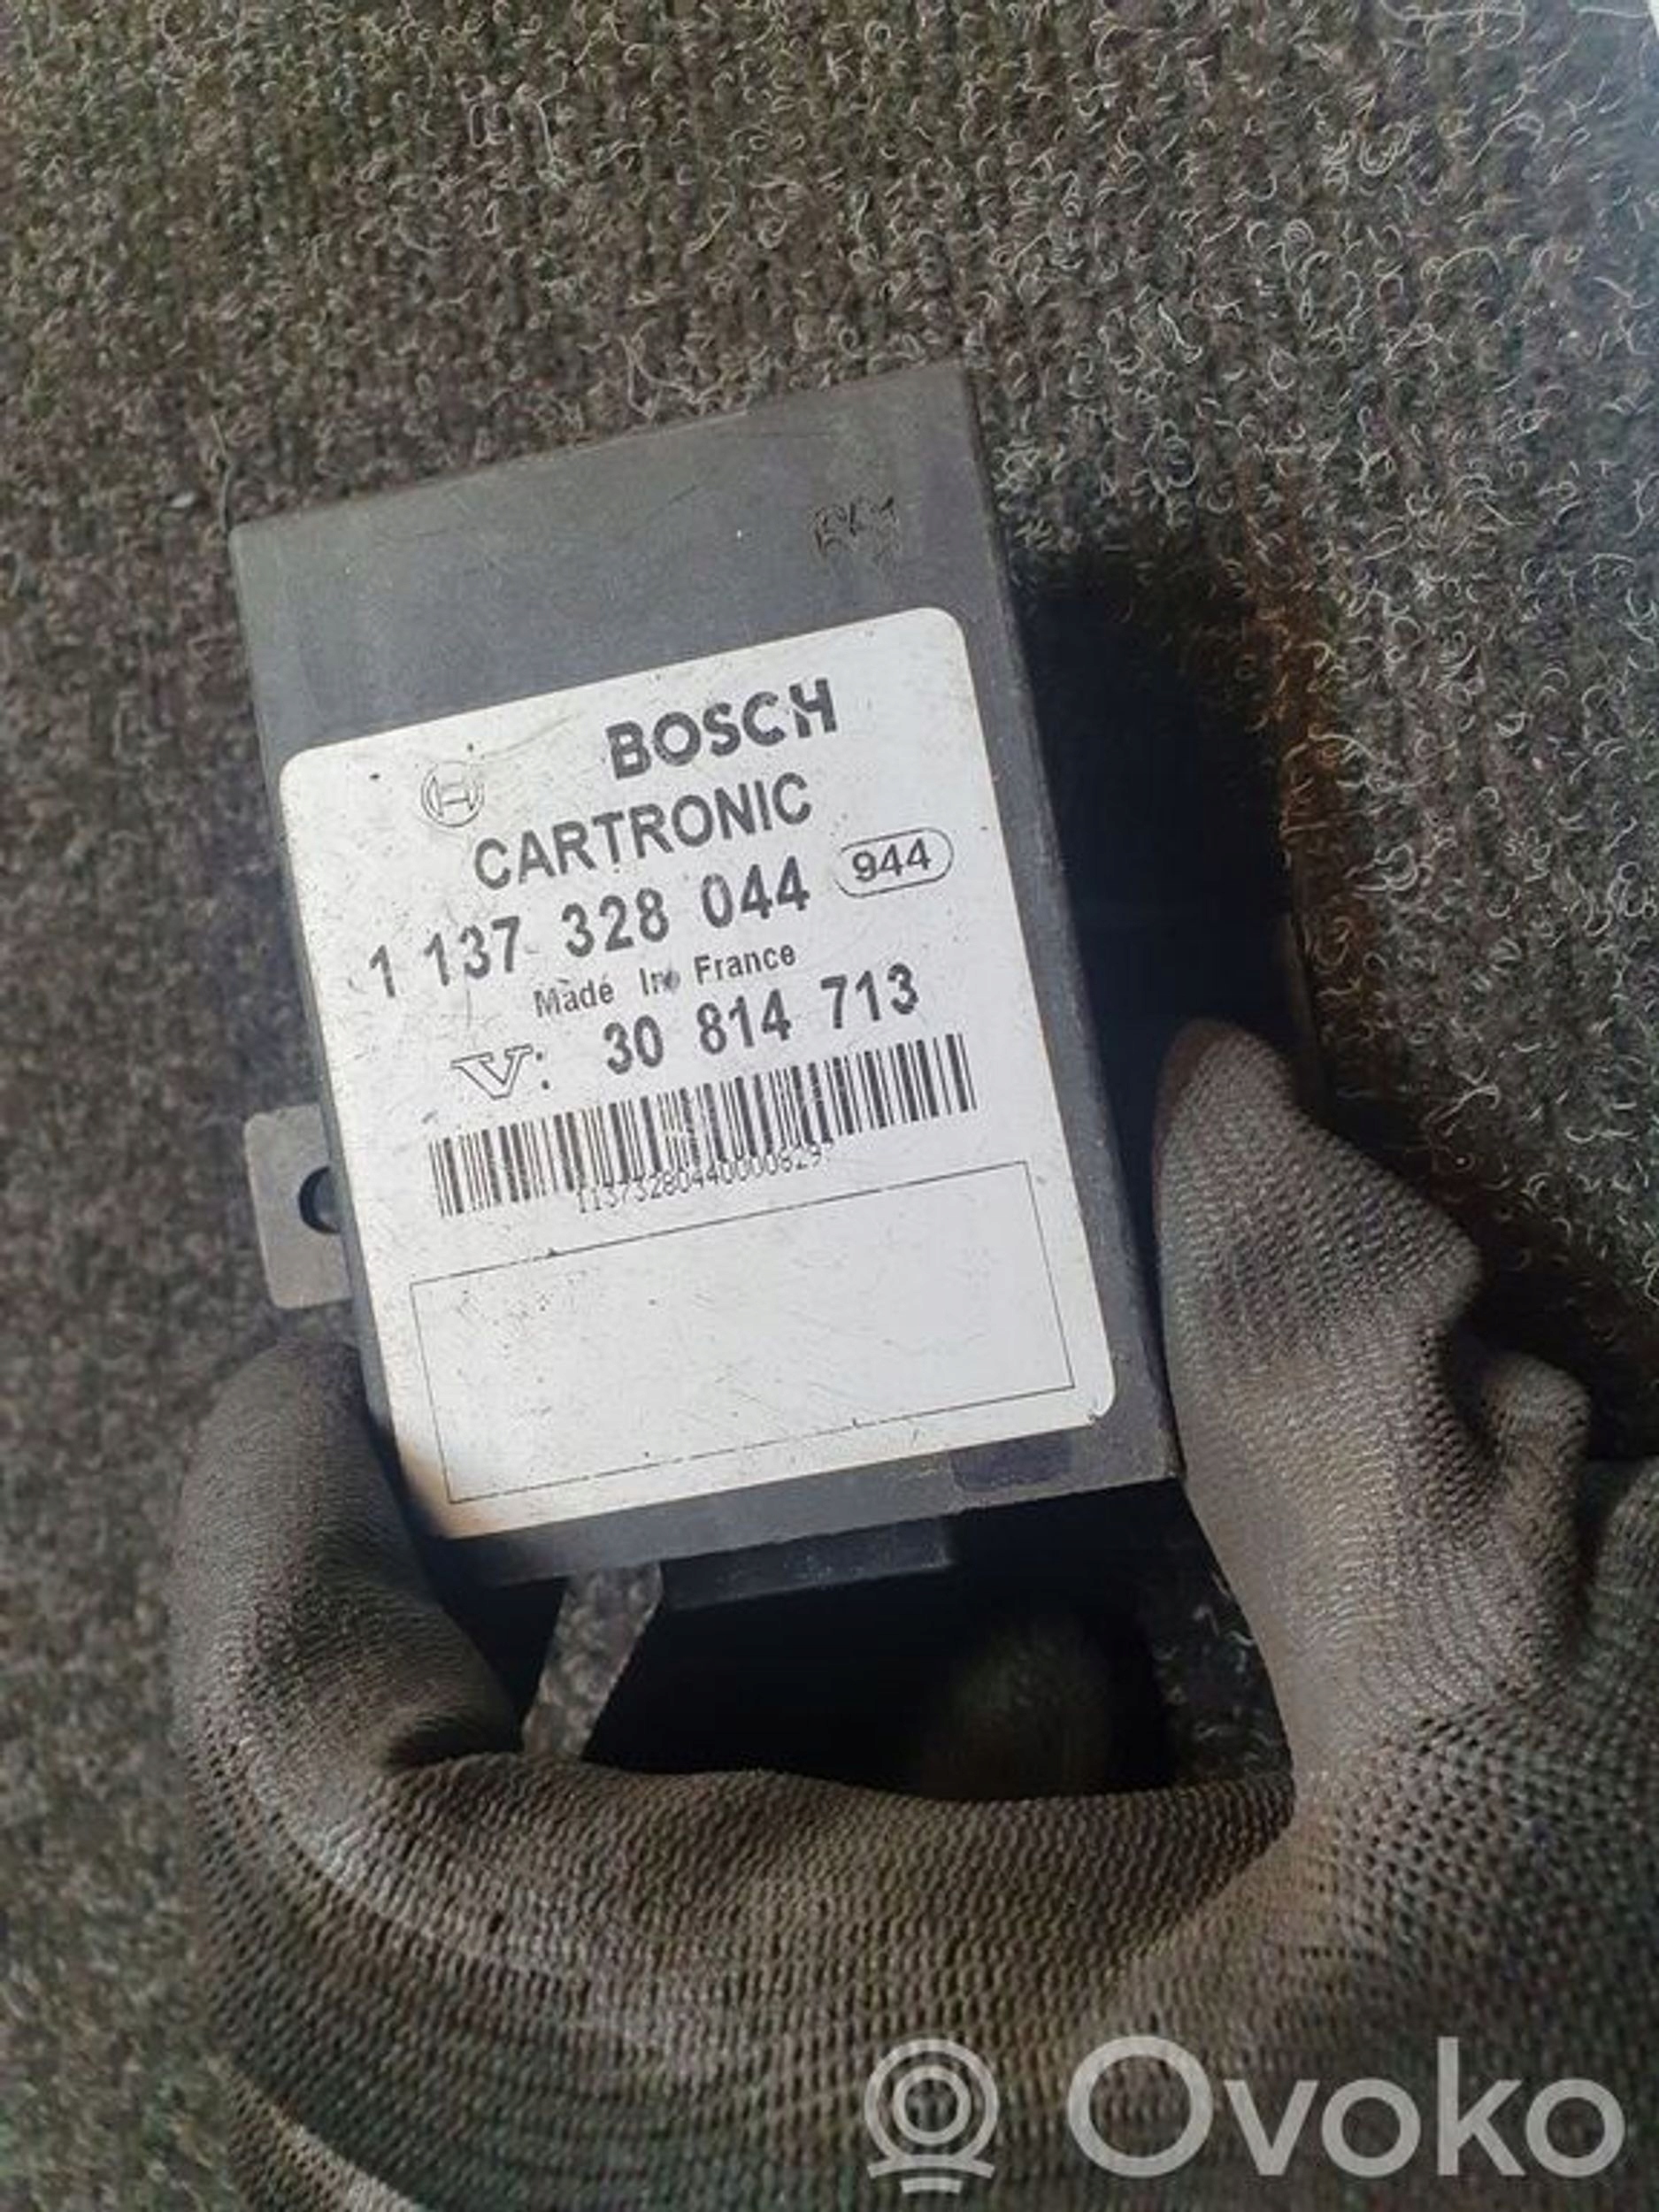 BOSCH
CARTRONIC
1 137 328 044 944
Made In France
V: 30 814 713
Ovoko